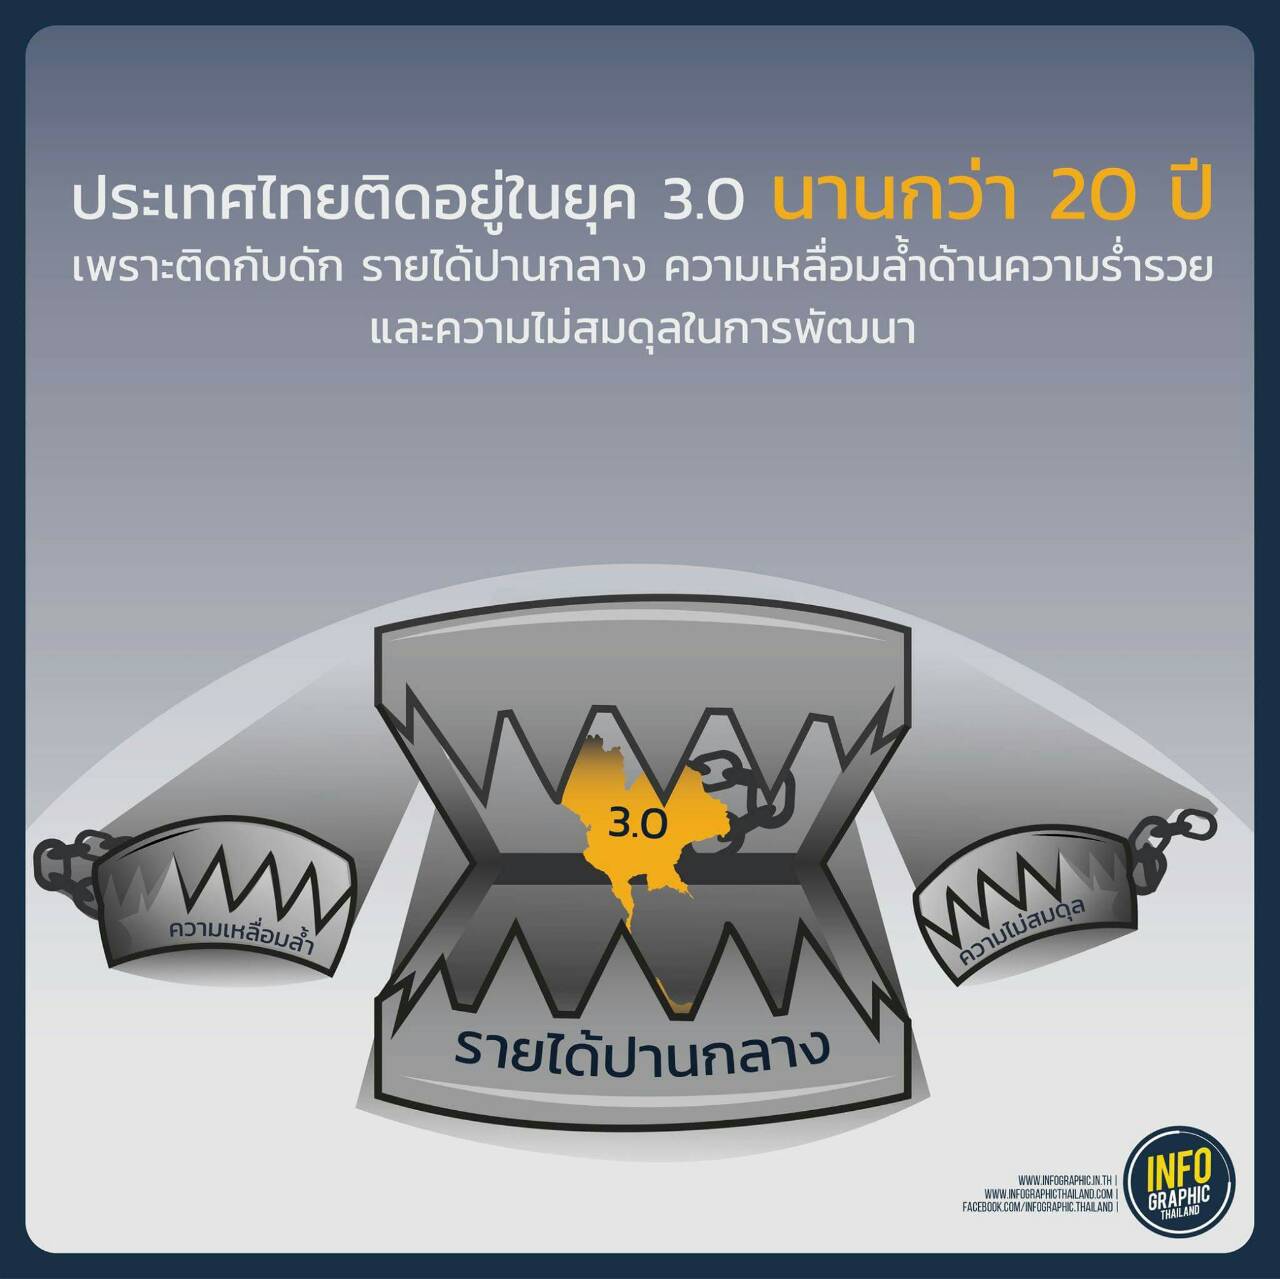 ประเทศไทยติดอยู่ในยุค 3.0 นานกว่า 20 ปี
เพราะติดกับดัก รายได้ปานกลาง ความเหลื่อมล้ำด้านความร่ำรวย
และความไม่สมดุลในการพัฒนา
3.0
ความเหลื่อมล้ำ
ความไม่สมดุล
รายได้ปานกลาง
WWW.INFOGRAPHIC.IN.TH |
WWW.INFOGRAPHICTHAILAND.COM |
FACEBOOK.COM/INFOGRAPHIC.THAILAND |
INFO
GRAPHIC
THAILAND